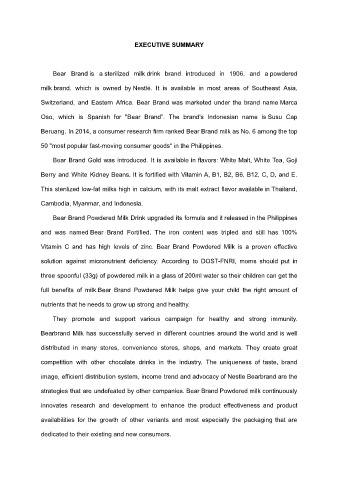 EXECUTIVE SUMMARY
Bear Brand is a sterilized milk drink brand introduced in 1906, and a powdered
milk brand, which is owned by Nestlé. It is available in most areas of Southeast Asia,
Switzerland, and Eastern Africa. Bear Brand was marketed under the brand name Marca
Oso, which is Spanish for "Bear Brand". The brand's Indonesian name is Susu Cap
Beruang. In 2014, a consumer research firm ranked Bear Brand milk as No. 6 among the top
50 "most popular fast-moving consumer goods" in the Philippines.
Bear Brand Gold was introduced. It is available in flavors: White Malt, White Tea, Goji
Berry and White Kidney Beans. It is fortified with Vitamin A, B1, B2, B6, B12, C, D, and E.
This sterilized low-fat milks high in calcium, with its malt extract flavor available in Thailand,
Cambodia, Myanmar, and Indonesia.
Bear Brand Powdered Milk Drink upgraded its formula and it released in the Philippines
and was named Bear Brand Fortified. The iron content was tripled and still has 100%
Vitamin C and has high levels of zinc. Bear Brand Powdered Milk is a proven effective
solution against micronutrient deficiency. According to DOST-FNRI, moms should put in
three spoonful (33g) of powdered milk in a glass of 200ml water so their children can get the
full benefits of milk Bear Brand Powdered Milk helps give your child the right amount of
nutrients that he needs to grow up strong and healthy.
They promote and support various campaign for healthy and strong immunity.
Bearbrand Milk has successfully served in different countries around the world and is well
distributed in many stores, convenience stores, shops, and markets. They create great
competition with other chocolate drinks in the industry. The uniqueness of taste, brand
image, efficient distribution system, income trend and advocacy of Nestle Bearbrand are the
strategies that are undefeated by other companies. Bear Brand Powdered milk continuously
innovates research and development to enhance the product effectiveness and product
availabilities for the growth of other variants and most especially the packaging that are
dedicated to their existing and new consumers.